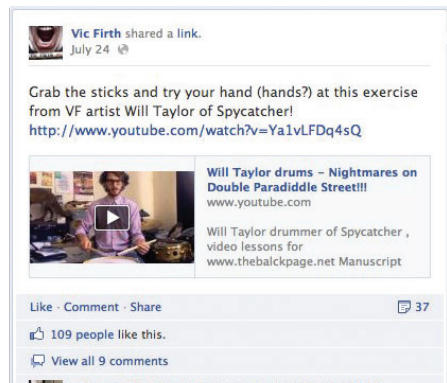 Vic Firth shared a link.
July 24
Grab the sticks and try your hand (hands?) at this exercise
from VF artist Will Taylor of Spycatcher!
http://www.youtube.com/watch?v=Ya1vLFDq4sQ
Will Taylor drums – Nightmares on
Double Paradiddle Street!!!
www.youtube.com
Will Taylor drummer of Spycatcher ,
video lessons for
www.thebalckpage.net Manuscript
Like · Comment · Share 37
109 people like this.
View all 9 comments